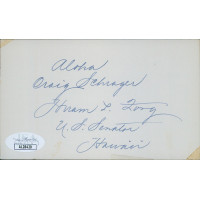 Aloha
Craig Schrager
Hiram L. Fong
U.S. Senator
Hawaii